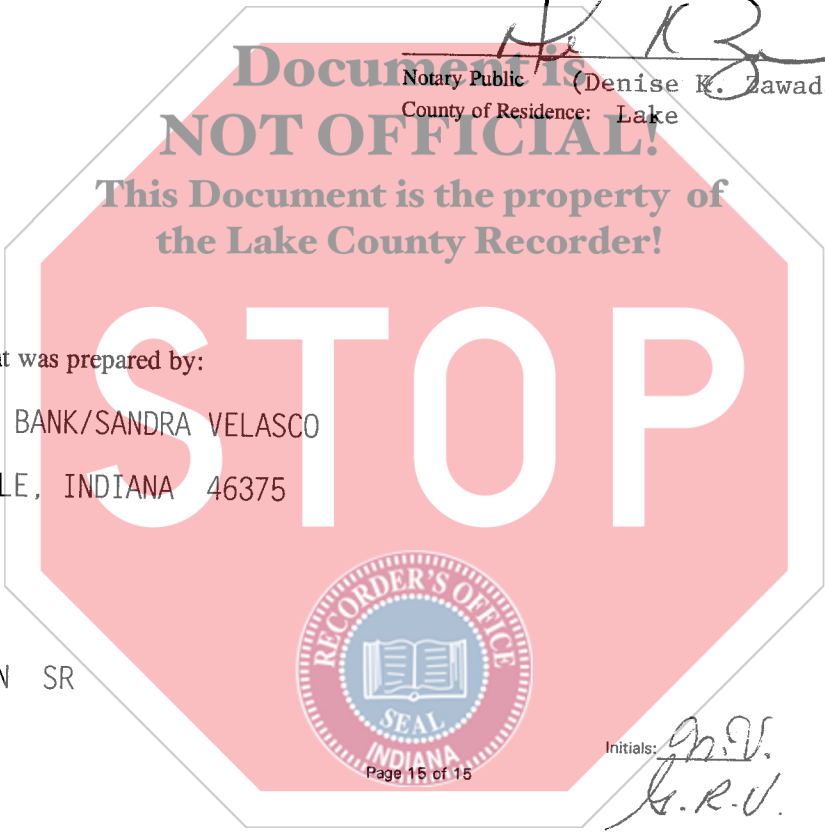 Document is
Notary Public (Denise K. Zawad
County of Residence: Lake
NOT OFFICIAL!
This Document is the property of
the Lake County Recorder!
STOP
t was prepared by:
BANK/SANDRA VELASCO
LE, INDIANA 46375
RECORDER'S OFFICE
SEAL
INDIANA
N SR
Page 15 of 15
Initials: G.R.V.